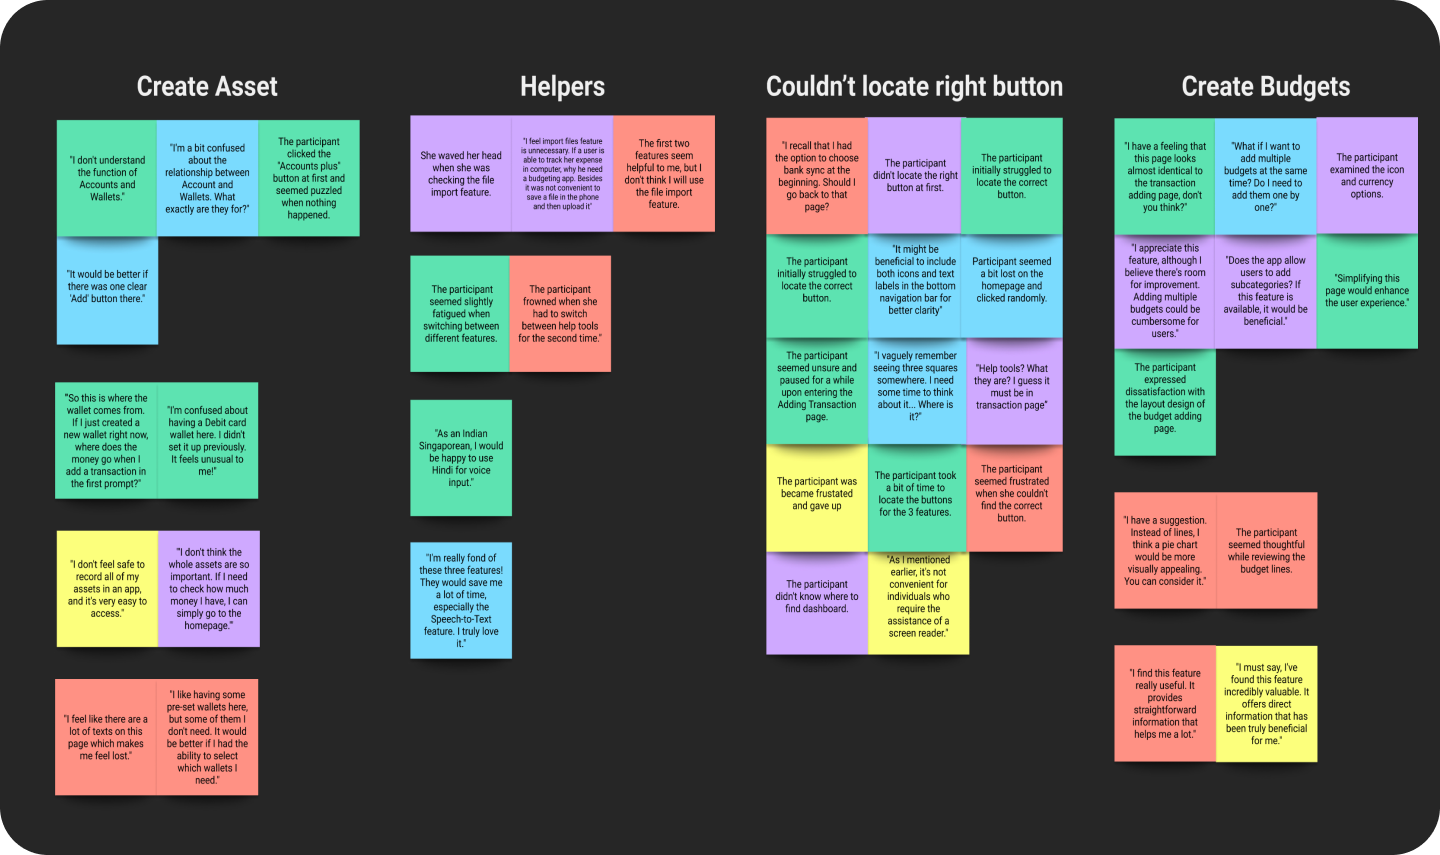 Create Asset
"I don't understand
the function of
Accounts and
Wallets."
"I'm a bit confused
about the
relationship between
Account and
Wallets. What
exactly are they for?"
The participant
clicked the
"Accounts plus"
button at first and
seemed puzzled
when nothing
happened.
"It would be better if
there was one clear
'Add' button there."
"So this is where the
wallet comes from.
If I just created a
new wallet right now,
where does the
money go when I
add a transaction in
the first prompt?"
"I'm confused about
having a Debit card
wallet here. I didn't
set it up previously.
It feels unusual to
me!"
"I don't feel safe to
record all of my
assets in an app,
and it's very easy to
access."
"I don't think the
whole assets are so
important. If I need
to check how much
money I have, I can
simply go to the
homepage."
"I feel like there are a
lot of texts on this
page which makes
me feel lost."
"I like having some
pre-set wallets here,
but some of them I
don't need. It would
be better if I had the
ability to select
which wallets I
need."
Helpers
She waved her head
when she was
checking the file
import feature.
"I feel import files feature
is unnecessary. If a user is
able to track her expense
in computer, why he need
a budgeting app. Besides
it was not convenient to
save a file in the phone
and then upload it"
The first two
features seem
helpful to me, but I
don't think I will use
the file import
feature.
The participant
seemed slightly
fatigued when
switching between
different features.
The participant
frowned when she
had to switch
between help tools
for the second time."
"As an Indian
Singaporean, I would
be happy to use
Hindi for voice
input."
"I'm really fond of
these three features!
They would save me
a lot of time,
especially the
Speech-to-Text
feature. I truly love
it."
Couldn't locate right button
"I recall that I had
the option to choose
bank sync at the
beginning. Should I
go back to that
page?
The participant
didn't locate the right
button at first.
The participant
initially struggled to
locate the correct
button.
The participant
initially struggled to
locate the correct
button.
"It might be
beneficial to include
both icons and text
labels in the bottom
navigation bar for
better clarity"
Participant seemed
a bit lost on the
homepage and
clicked randomly.
The participant
seemed unsure and
paused for a while
upon entering the
Adding Transaction
page.
"I vaguely remember
seeing three squares
somewhere. I need
some time to think
about it... Where is
it?"
"Help tools? What
they are? I guess it
must be in
transaction page"
The participant was
became frustated
and gave up
The participant took
a bit of time to
locate the buttons
for the 3 features.
The participant
seemed frustrated
when she couldn't
find the correct
button.
The participant
didn't know where to
find dashboard.
"As I mentioned
earlier, it's not
convenient for
individuals who
require the
assistance of a
screen reader."
Create Budgets
"I have a feeling that
this page looks
almost identical to
the transaction
adding page, don't
you think?"
"What if I want to
add multiple
budgets at the same
time? Do I need to
add them one by
one?"
The participant
examined the icon
and currency
options.
"I appreciate this
feature, although I
believe there's room
for improvement.
Adding multiple
budgets could be
cumbersome for
users."
"Does the app allow
users to add
subcategories? If
this feature is
available, it would be
beneficial."
"Simplifying this
page would enhance
the user experience."
The participant
expressed
dissatisfaction with
the layout design of
the budget adding
page.
"I have a suggestion.
Instead of lines, I
think a pie chart
would be more
visually appealing.
You can consider it."
The participant
seemed thoughtful
while reviewing the
budget lines.
"I find this feature
really useful. It
provides
straightforward
information that
helps me a lot."
"I must say, I've
found this feature
incredibly valuable. It
offers direct
information that has
been truly beneficial
for me."